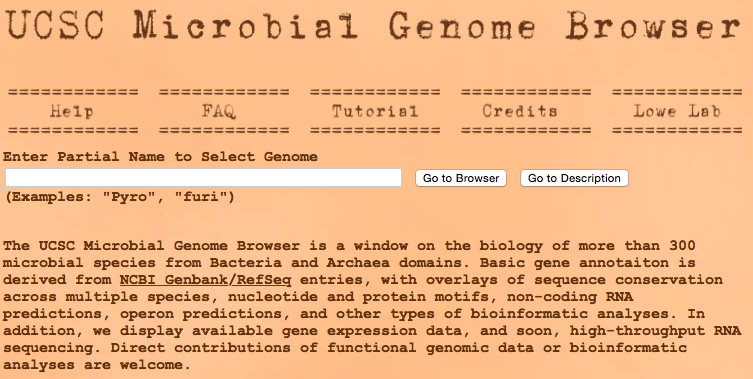 UCSC Microbial Genome Browser
============ ============ ============ ============ ============
Help FAQ Tutorial Credits Lowe Lab
============ ============ ============ ============ ============
Enter Partial Name to Select Genome
Go to Browser Go to Description
(Examples: "Pyro", "furi")
The UCSC Microbial Genome Browser is a window on the biology of more than 300
microbial species from Bacteria and Archaea domains. Basic gene annotaiton is
derived from NCBI Genbank/RefSeq entries, with overlays of sequence conservation
across multiple species, nucleotide and protein motifs, non-coding RNA
predictions, operon predictions, and other types of bioinformatic analyses. In
addition, we display available gene expression data, and soon, high-throughput RNA
sequencing. Direct contributions of functional genomic data or bioinformatic
analyses are welcome.